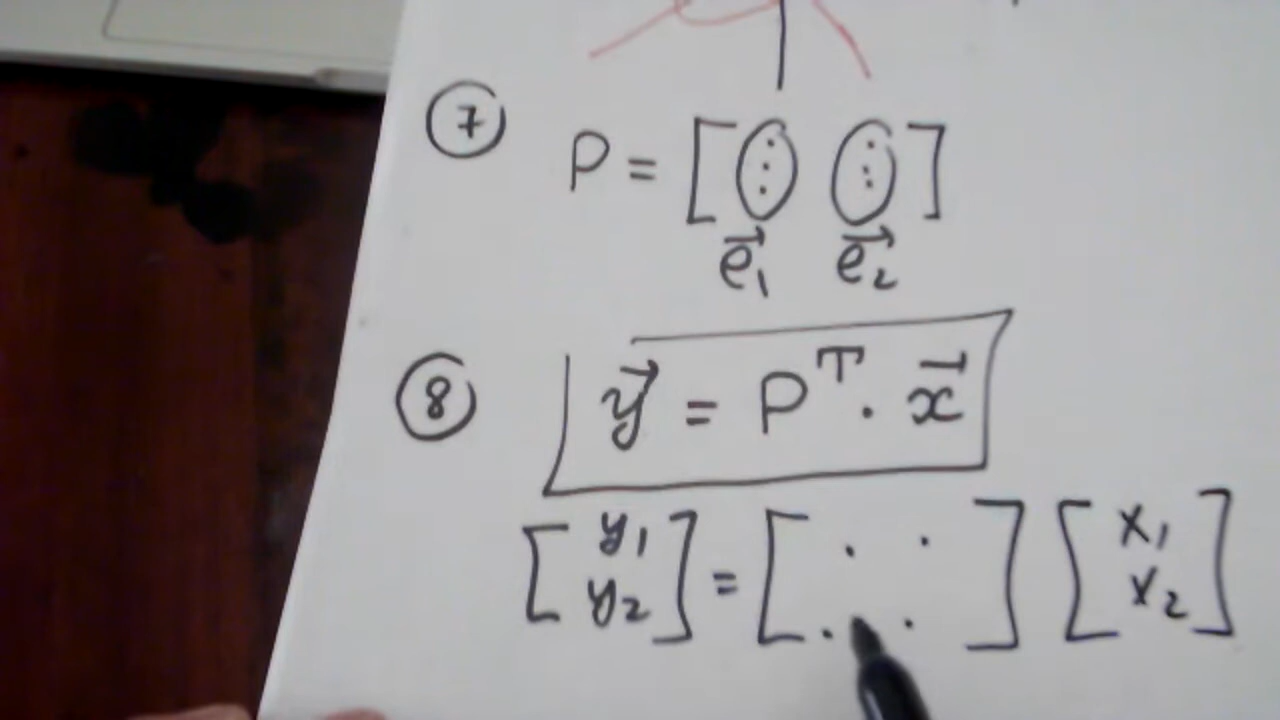 7 P = [ ⋮ ⋮ ]
e⃗₁ e⃗₂
8 y⃗ = Pᵀ · x⃗
[ y₁ y₂ ] = [ . . . . ] [ x₁ x₂ ]